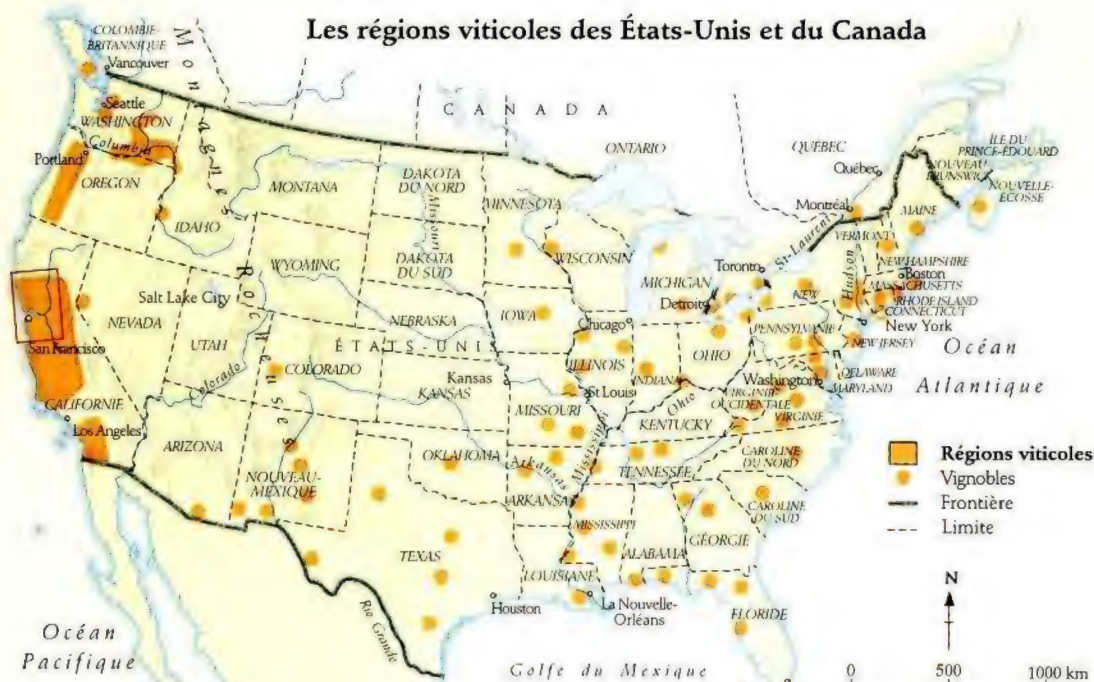 Les régions viticoles des États-Unis et du Canada
COLOMBIE-
BRITANNIQUE
Vancouver
Montagnes
Rocheuses
Seattle
WASHINGTON
Columbia
Portland
OREGON
IDAHO
MONTANA
WYOMING
NEVADA
UTAH
Salt Lake City
San Francisco
CALIFORNIE
Los Angeles
ARIZONA
Colorado
COLORADO
NOUVEAU-
MEXIQUE
CANADA
DAKOTA
DU NORD
Missouri
DAKOTA
DU SUD
NEBRASKA
ÉTATS-UNIS
Kansas
KANSAS
OKLAHOMA
TEXAS
Houston
Rio Grande
MINNESOTA
WISCONSIN
IOWA
Chicago
ILLINOIS
St Louis
MISSOURI
Arkansas
ARKANSAS
Mississippi
MISSISSIPPI
LOUISIANE
La Nouvelle-
Orléans
ONTARIO
MICHIGAN
Detroit
Toronto
INDIANA
OHIO
Ohio
KENTUCKY
TENNESSEE
ALABAMA
GÉORGIE
FLORIDE
CAROLINE
DU SUD
CAROLINE
DU NORD
VIRGINIE
OCCIDENTALE
VIRGINIE
Washington
MARYLAND
DELAWARE
PENNSYLVANIE
NEW JERSEY
NEW
New York
Hudson
St-Laurent
QUÉBEC
Québec
Montréal
VERMONT
MAINE
NEW HAMPSHIRE
Boston
MASSACHUSETTS
RHODE ISLAND
CONNECTICUT
NOUVEAU-
BRUNSWICK
ÎLE DU
PRINCE-ÉDOUARD
NOUVELLE-
ÉCOSSE
Océan
Atlantique
Océan
Pacifique
Golfe du Mexique
Régions viticoles
Vignobles
Frontière
Limite
N
0 500 1000 km